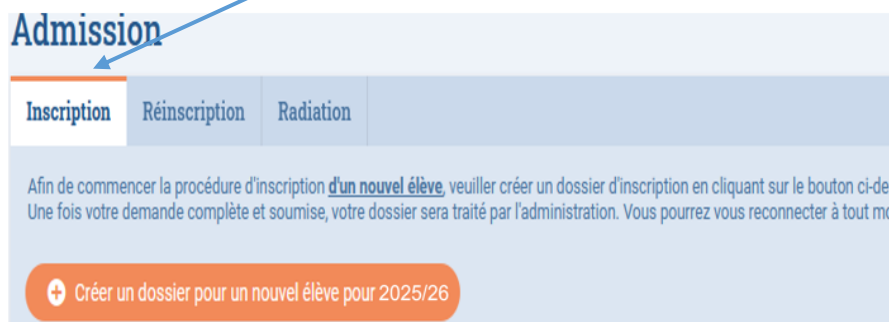 Admission
Inscription
Réinscription
Radiation
Afin de commencer la procédure d'inscription d'un nouvel élève, veuiller créer un dossier d'inscription en cliquant sur le bouton ci-de
Une fois votre demande complète et soumise, votre dossier sera traité par l'administration. Vous pourrez vous reconnecter à tout mo
Créer un dossier pour un nouvel élève pour 2025/26